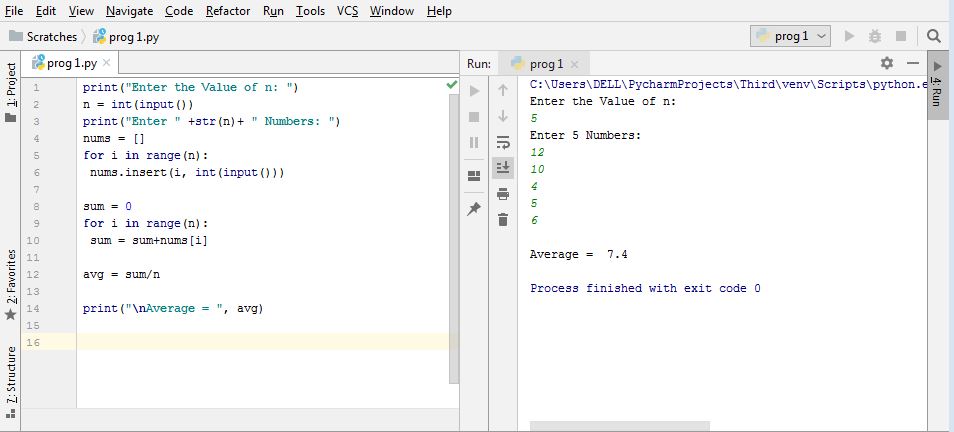 File Edit View Navigate Code Refactor Run Tools VCS Window Help
Scratches prog 1.py
prog 1
1: Project
2: Favorites
7: Structure
prog 1.py
1 print("Enter the Value of n: ")
2 n = int(input())
3 print("Enter " +str(n)+ " Numbers: ")
4 nums = []
5 for i in range(n):
6  nums.insert(i, int(input()))
7
8 sum = 0
9 for i in range(n):
10  sum = sum+nums[i]
11
12 avg = sum/n
13
14 print("\nAverage = ", avg)
15
16
Run: prog 1
C:\Users\DELL\PycharmProjects\Third\venv\Scripts\python.e
Enter the Value of n:
5
Enter 5 Numbers:
12
10
4
5
6
Average =  7.4
Process finished with exit code 0
4: Run